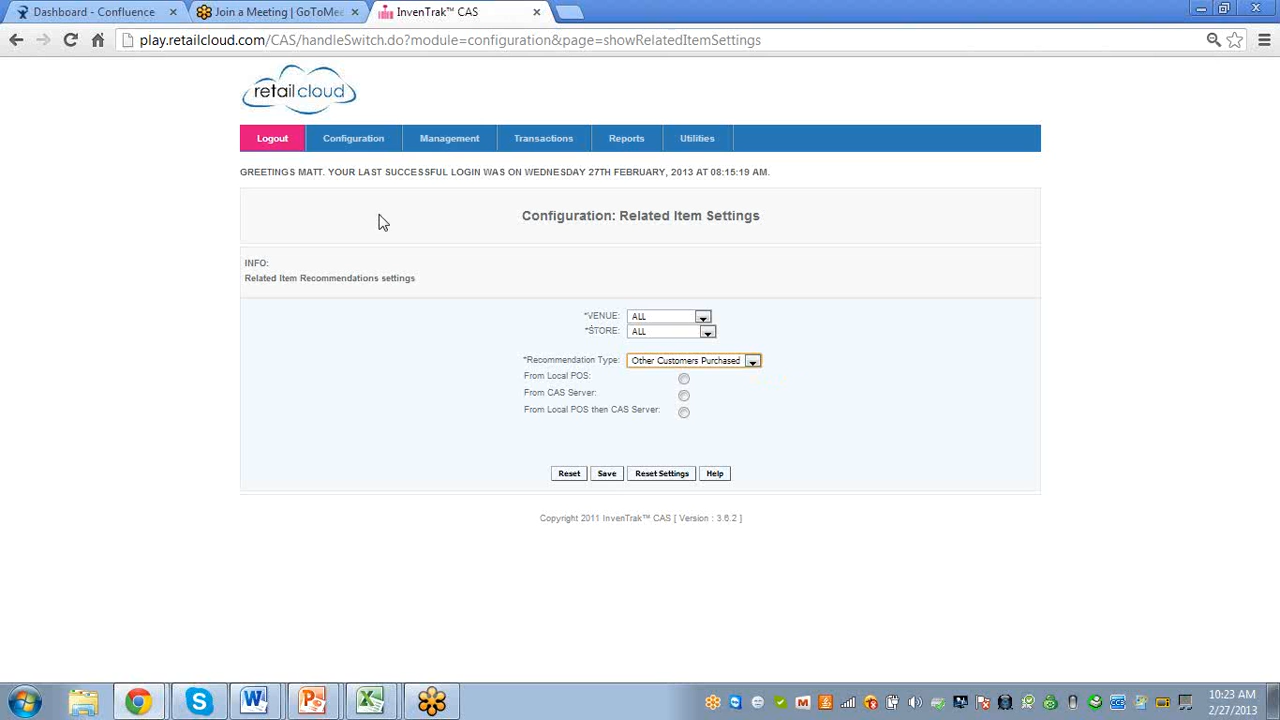 Dashboard - Confluence
Join a Meeting | GoToMee
InvenTrak™ CAS
play.retailcloud.com/CAS/handleSwitch.do?module=configuration&page=showRelatedItemSettings
retailcloud
Logout Configuration Management Transactions Reports Utilities
GREETINGS MATT. YOUR LAST SUCCESSFUL LOGIN WAS ON WEDNESDAY 27TH FEBRUARY, 2013 AT 08:15:19 AM.
Configuration: Related Item Settings
INFO:
Related Item Recommendations settings
*VENUE: ALL
*STORE: ALL
*Recommendation Type: Other Customers Purchased
From Local POS:
From CAS Server:
From Local POS then CAS Server:
Reset Save Reset Settings Help
Copyright 2011 InvenTrak™ CAS [ Version : 3.6.2 ]
10:23 AM
2/27/2013